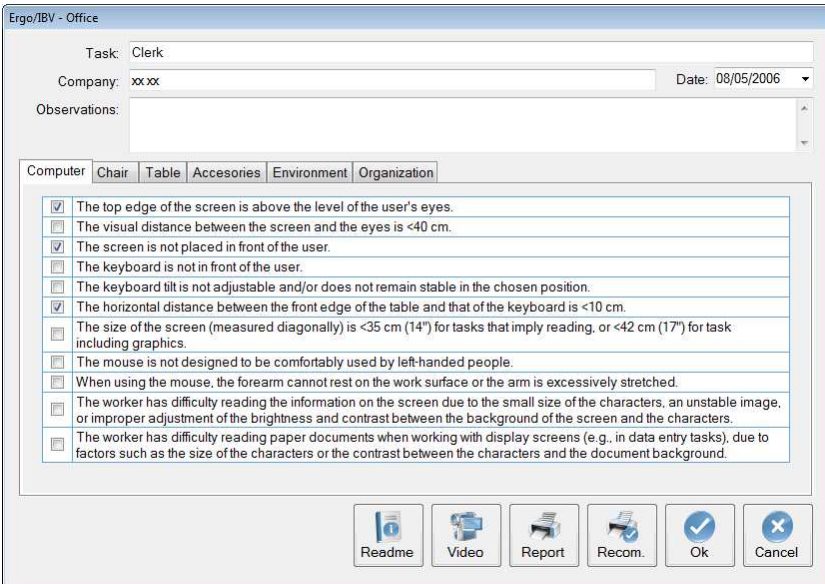 Ergo/IBV - Office
Task: Clerk
Company: xx xx Date: 08/05/2006
Observations:
Computer Chair Table Accesories Environment Organization
The top edge of the screen is above the level of the user's eyes.
The visual distance between the screen and the eyes is <40 cm.
The screen is not placed in front of the user.
The keyboard is not in front of the user.
The keyboard tilt is not adjustable and/or does not remain stable in the chosen position.
The horizontal distance between the front edge of the table and that of the keyboard is <10 cm.
The size of the screen (measured diagonally) is <35 cm (14") for tasks that imply reading, or <42 cm (17") for task
including graphics.
The mouse is not designed to be comfortably used by left-handed people.
When using the mouse, the forearm cannot rest on the work surface or the arm is excessively stretched.
The worker has difficulty reading the information on the screen due to the small size of the characters, an unstable image,
or improper adjustment of the brightness and contrast between the background of the screen and the characters.
The worker has difficulty reading paper documents when working with display screens (e.g., in data entry tasks), due to
factors such as the size of the characters or the contrast between the characters and the document background.
Readme Video Report Recom. Ok Cancel